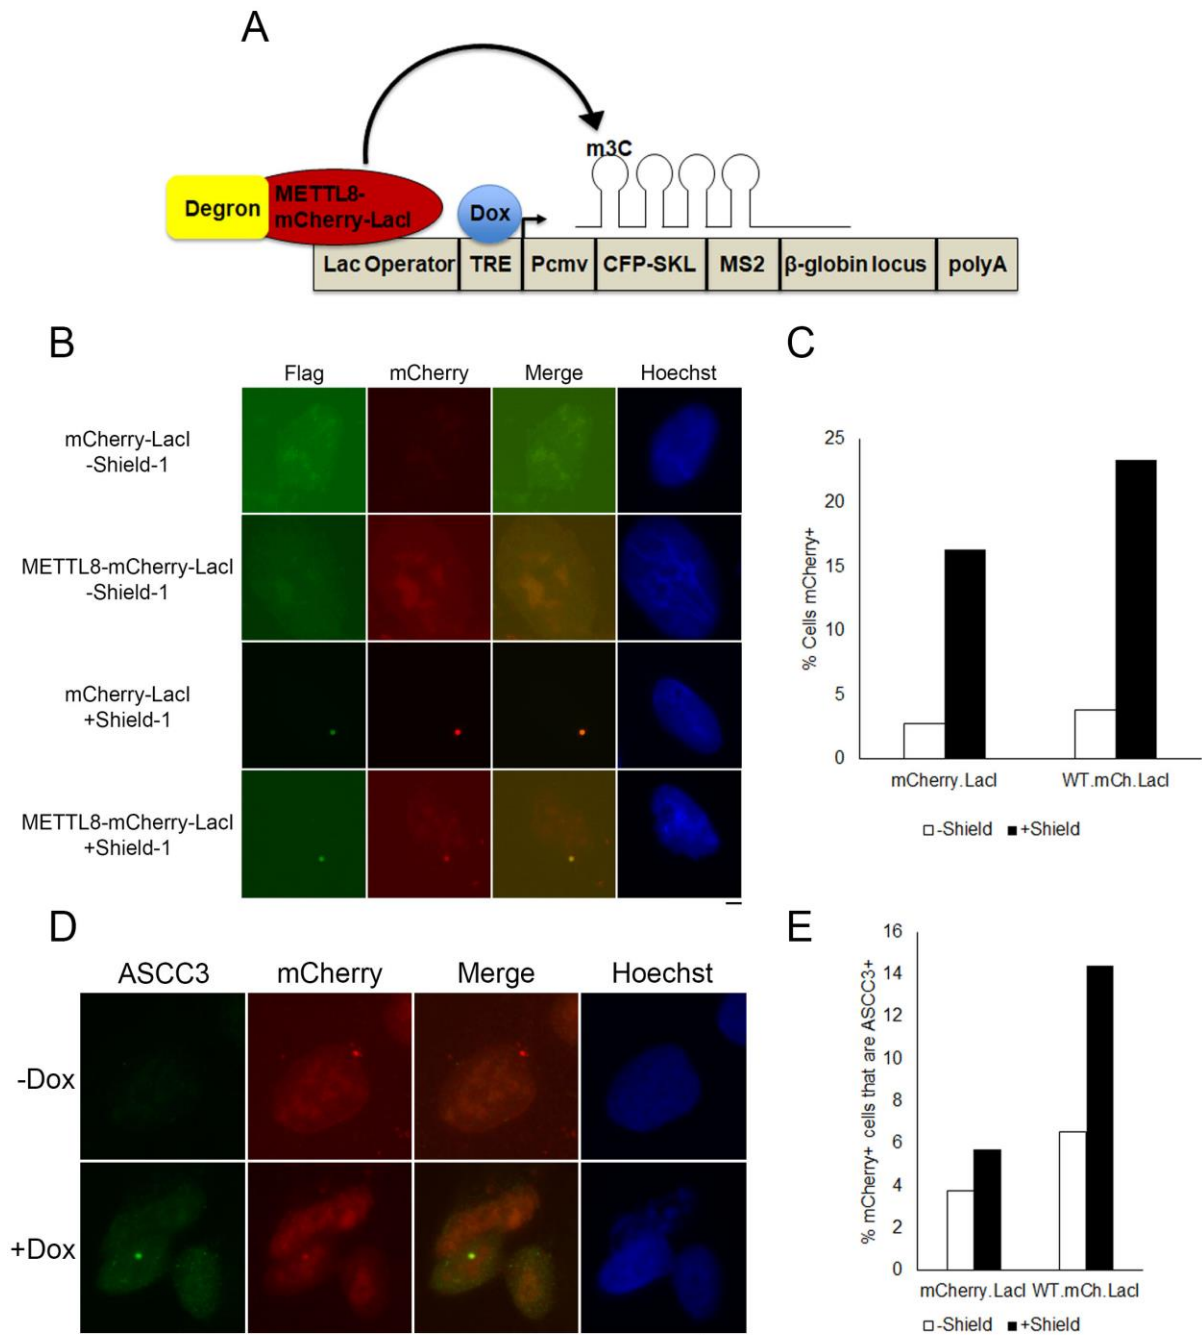 A
m3C
Degron
METTL8-
mCherry-LacI
Dox
Lac Operator TRE Pcmv CFP-SKL MS2 β-globin locus polyA
B
Flag mCherry Merge Hoechst
mCherry-LacI
-Shield-1
METTL8-mCherry-LacI
-Shield-1
mCherry-LacI
+Shield-1
METTL8-mCherry-LacI
+Shield-1
C
% Cells mCherry+
25
20
15
10
5
0
mCherry.LacI WT.mCh.LacI
-Shield +Shield
D
ASCC3 mCherry Merge Hoechst
-Dox
+Dox
E
% mCherry+ cells that are ASCC3+
16
14
12
10
8
6
4
2
0
mCherry.LacI WT.mCh.LacI
-Shield +Shield